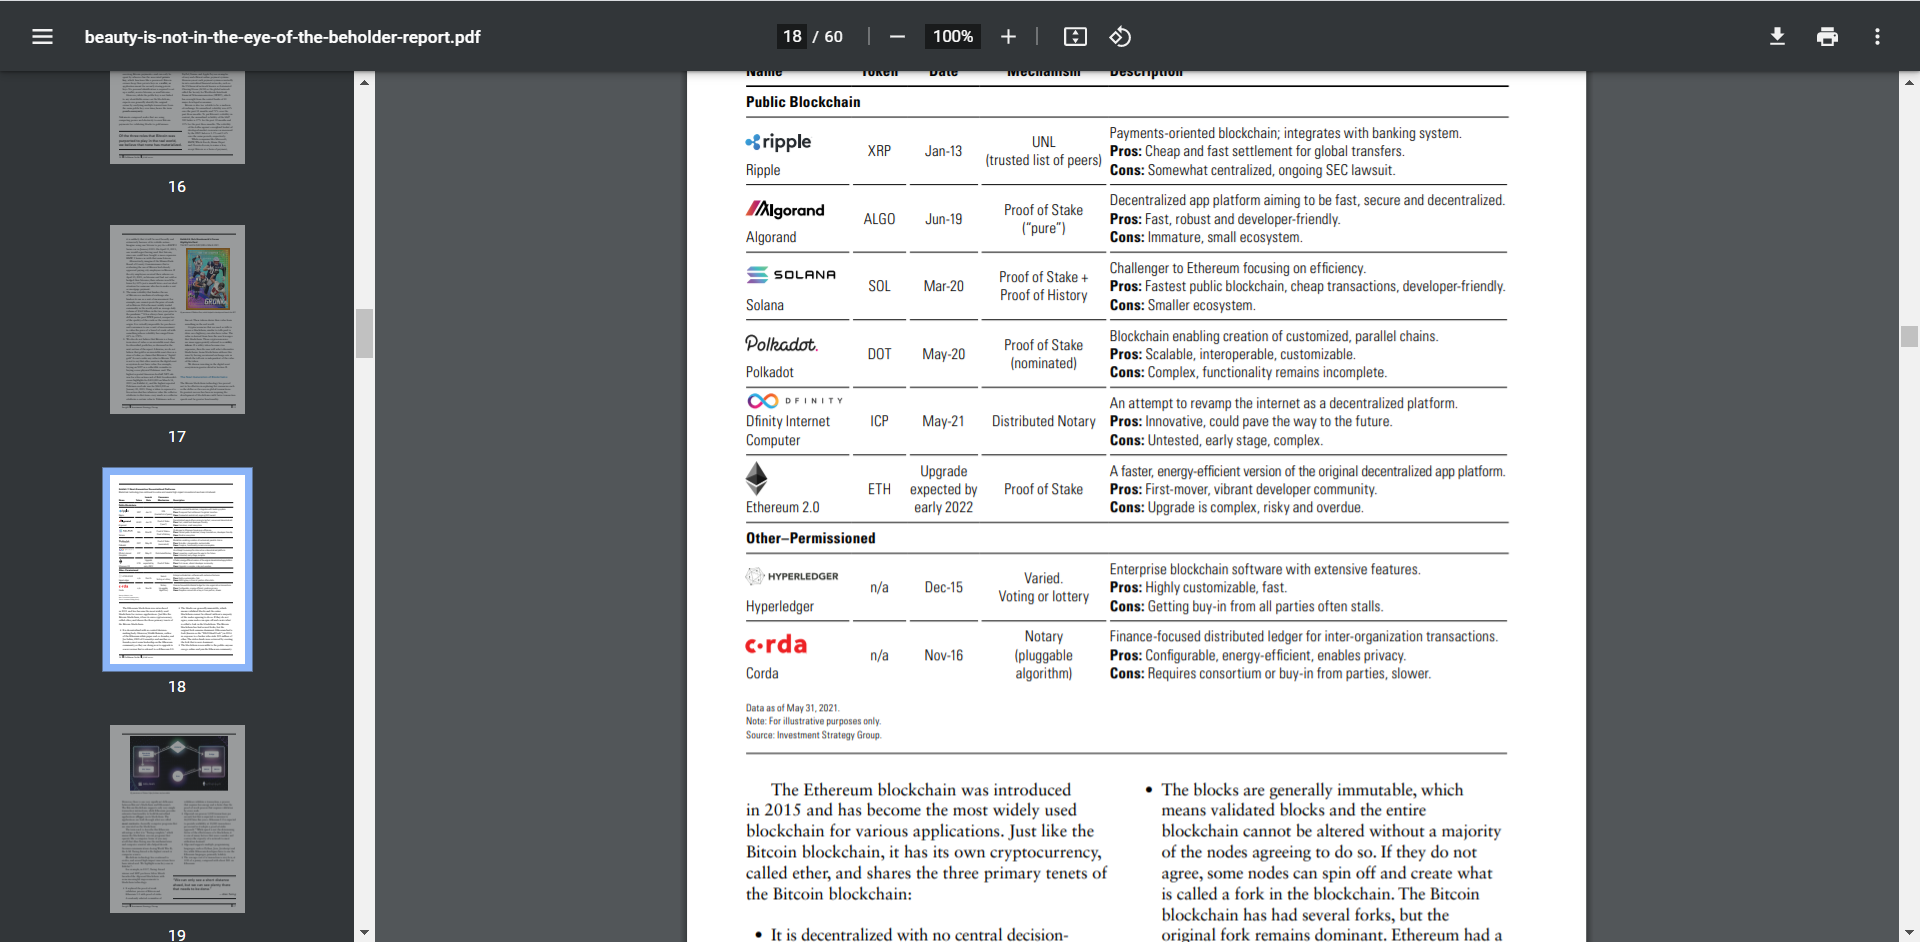 beauty-is-not-in-the-eye-of-the-beholder-report.pdf
18 / 60
100%
16
17
18
19
Name Token Date Mechanism Description
Public Blockchain
ripple
Ripple
XRP
Jan-13
UNL
(trusted list of peers)
Payments-oriented blockchain; integrates with banking system.
Pros: Cheap and fast settlement for global transfers.
Cons: Somewhat centralized, ongoing SEC lawsuit.
Algorand
Algorand
ALGO
Jun-19
Proof of Stake
("pure")
Decentralized app platform aiming to be fast, secure and decentralized.
Pros: Fast, robust and developer-friendly.
Cons: Immature, small ecosystem.
SOLANA
Solana
SOL
Mar-20
Proof of Stake +
Proof of History
Challenger to Ethereum focusing on efficiency.
Pros: Fastest public blockchain, cheap transactions, developer-friendly.
Cons: Smaller ecosystem.
Polkadot.
Polkadot
DOT
May-20
Proof of Stake
(nominated)
Blockchain enabling creation of customized, parallel chains.
Pros: Scalable, interoperable, customizable.
Cons: Complex, functionality remains incomplete.
DFINITY
Dfinity Internet
Computer
ICP
May-21
Distributed Notary
An attempt to revamp the internet as a decentralized platform.
Pros: Innovative, could pave the way to the future.
Cons: Untested, early stage, complex.
Ethereum 2.0
ETH
Upgrade
expected by
early 2022
Proof of Stake
A faster, energy-efficient version of the original decentralized app platform.
Pros: First-mover, vibrant developer community.
Cons: Upgrade is complex, risky and overdue.
Other–Permissioned
HYPERLEDGER
Hyperledger
n/a
Dec-15
Varied.
Voting or lottery
Enterprise blockchain software with extensive features.
Pros: Highly customizable, fast.
Cons: Getting buy-in from all parties often stalls.
c·rda
Corda
n/a
Nov-16
Notary
(pluggable
algorithm)
Finance-focused distributed ledger for inter-organization transactions.
Pros: Configurable, energy-efficient, enables privacy.
Cons: Requires consortium or buy-in from parties, slower.
Data as of May 31, 2021.
Note: For illustrative purposes only.
Source: Investment Strategy Group.
The Ethereum blockchain was introduced
in 2015 and has become the most widely used
blockchain for various applications. Just like the
Bitcoin blockchain, it has its own cryptocurrency,
called ether, and shares the three primary tenets of
the Bitcoin blockchain:
• It is decentralized with no central decision-
• The blocks are generally immutable, which
means validated blocks and the entire
blockchain cannot be altered without a majority
of the nodes agreeing to do so. If they do not
agree, some nodes can spin off and create what
is called a fork in the blockchain. The Bitcoin
blockchain has had several forks, but the
original fork remains dominant. Ethereum had a